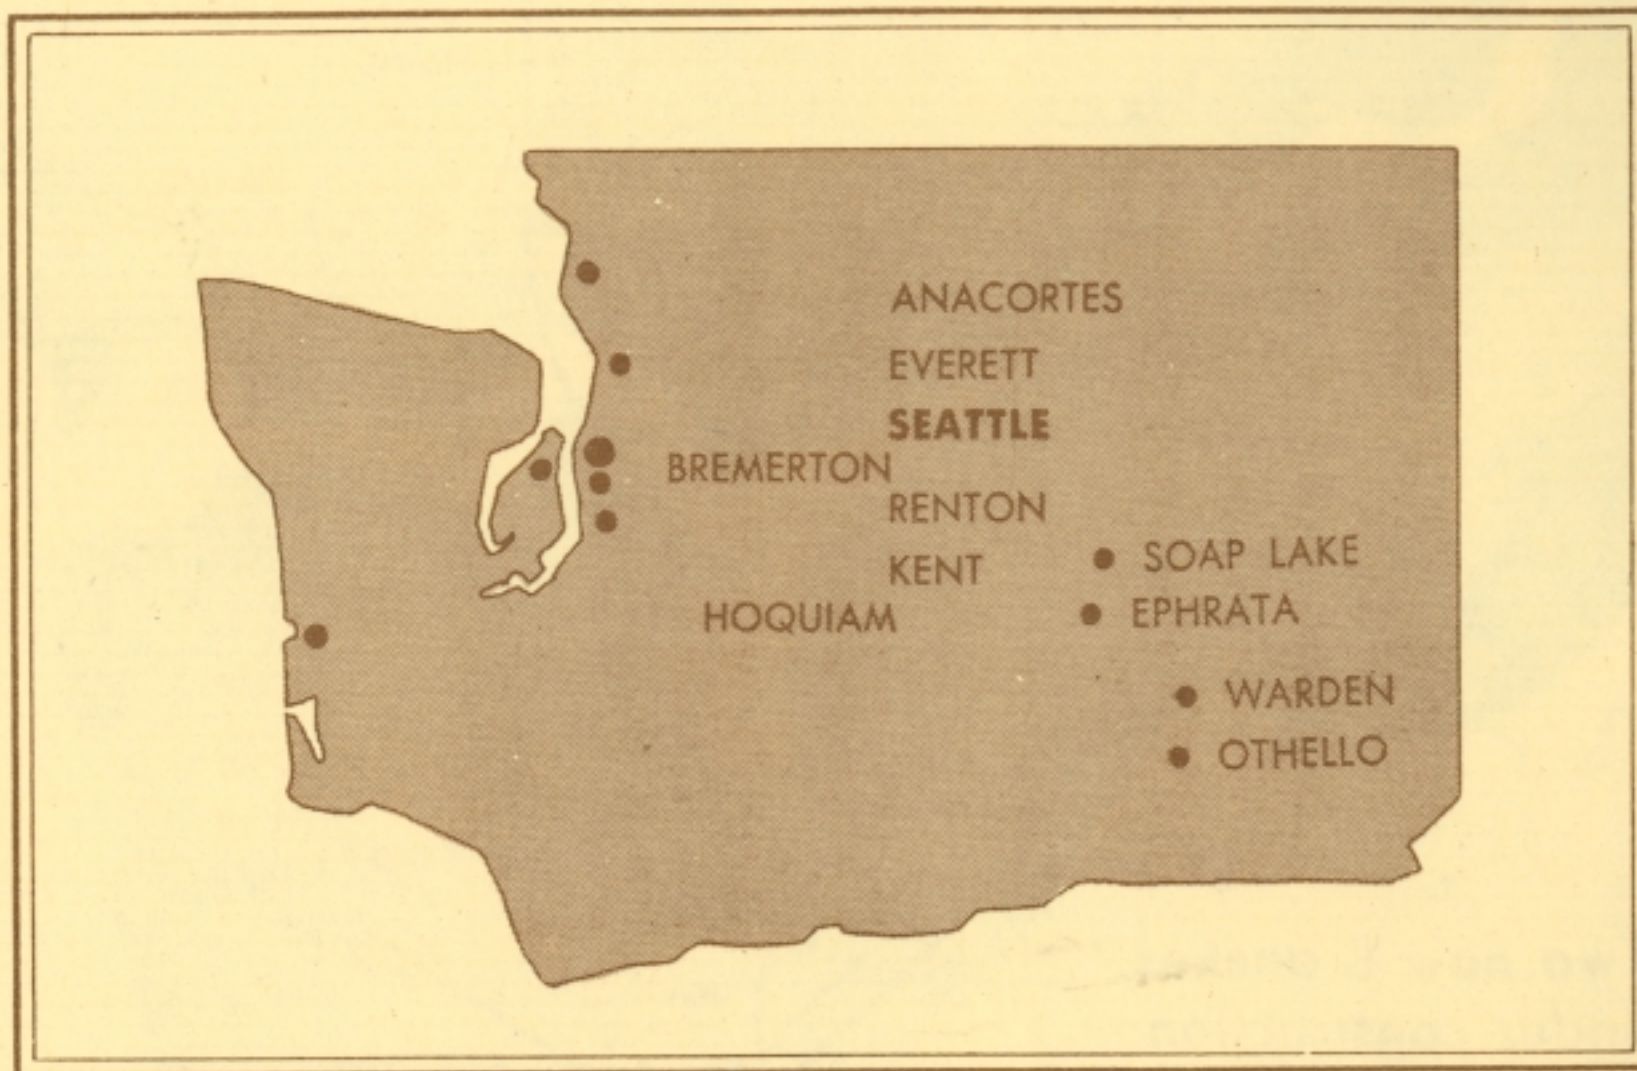 ANACORTES
EVERETT
SEATTLE
BREMERTON
RENTON
SOAP LAKE
KENT
EPHRATA
HOQUIAM
WARDEN
OTHELLO